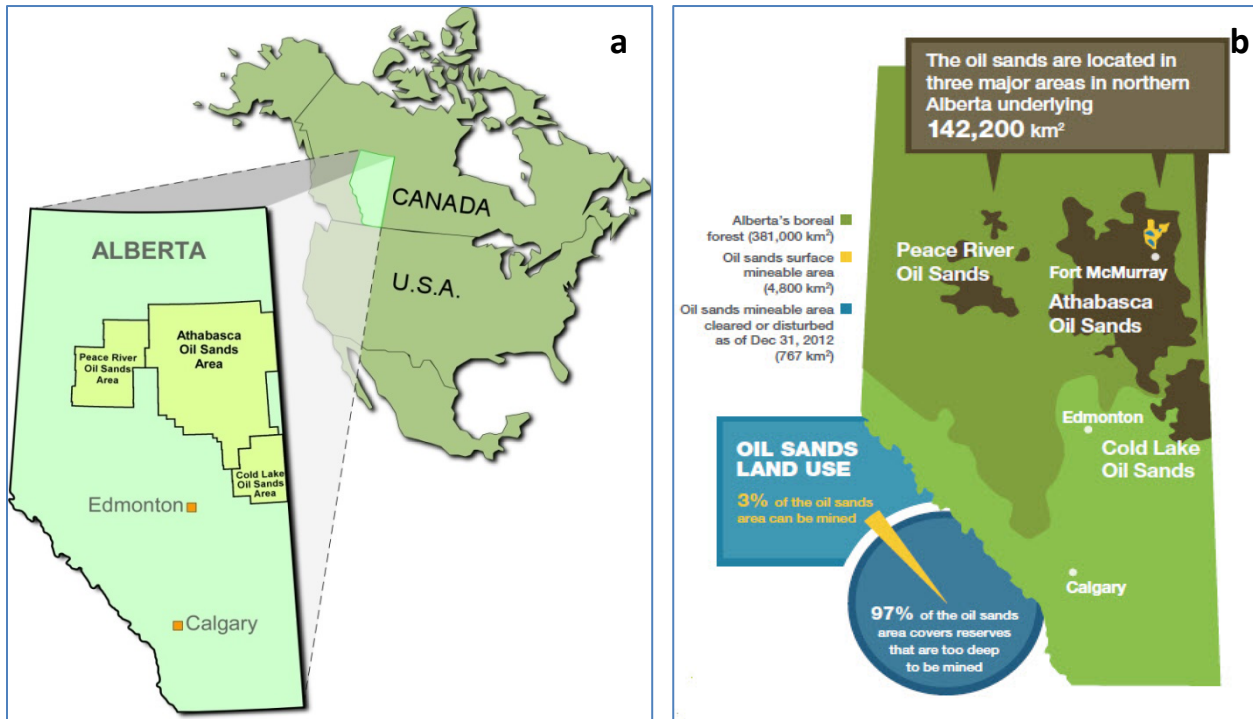 a
CANADA
U.S.A.
ALBERTA
Peace River
Oil Sands
Area
Athabasca
Oil Sands
Area
Cold Lake
Oil Sands
Area
Edmonton
Calgary
b
The oil sands are located in
three major areas in northern
Alberta underlying
142,200 km²
Alberta's boreal
forest (381,000 km²)
Oil sands surface
mineable area
(4,800 km²)
Oil sands mineable area
cleared or disturbed
as of Dec 31, 2012
(767 km²)
Peace River
Oil Sands
Fort McMurray
Athabasca
Oil Sands
Edmonton
Cold Lake
Oil Sands
Calgary
OIL SANDS
LAND USE
3% of the oil sands
area can be mined
97% of the oil sands
area covers reserves
that are too deep
to be mined